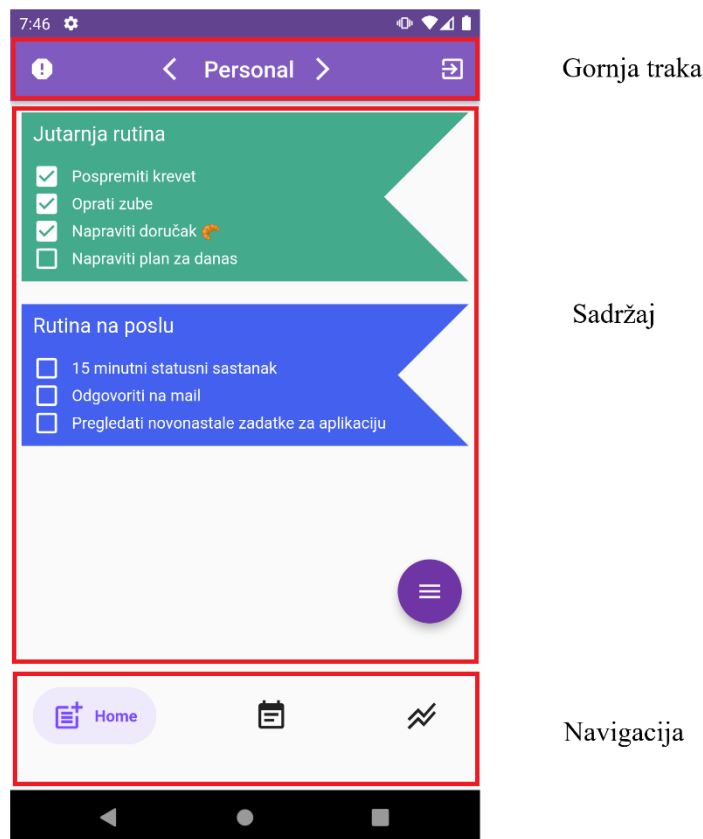 7:46
Personal
Gornja traka
Jutarnja rutina
Pospremiti krevet
Oprati zube
Napraviti doručak 🥐
Napraviti plan za danas
Sadržaj
Rutina na poslu
15 minutni statusni sastanak
Odgovoriti na mail
Pregledati novonastale zadatke za aplikaciju
Home
Navigacija